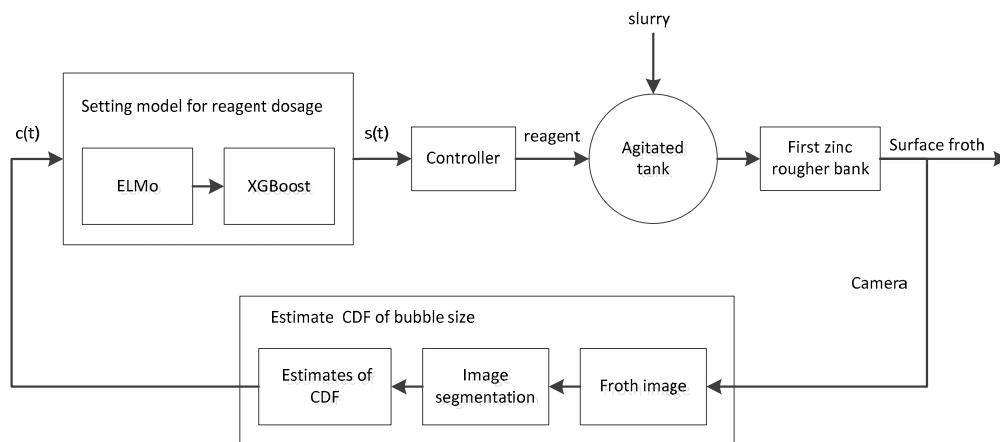 slurry
Setting model for reagent dosage
c(t)
s(t)
ELMo
XGBoost
Controller
reagent
Agitated
tank
First zinc
rougher bank
Surface froth
Camera
Estimate CDF of bubble size
Estimates of
CDF
Image
segmentation
Froth image